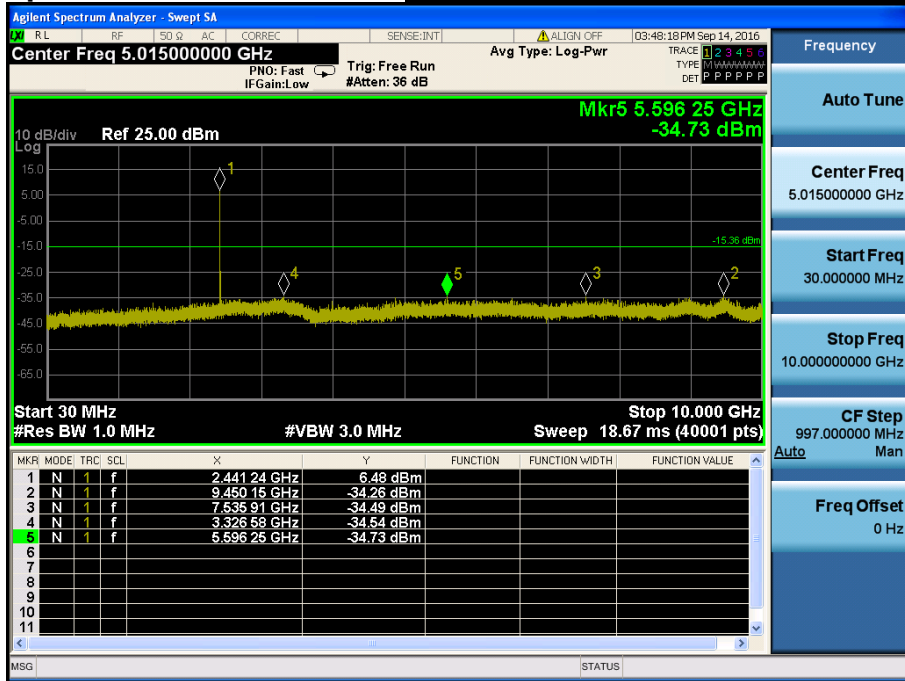 Agilent Spectrum Analyzer - Swept SA
LXI RL RF 50 Ω AC CORREC SENSE:INT ALIGN OFF 03:48:18 PM Sep 14, 2016
Center Freq 5.015000000 GHz Avg Type: Log-Pwr TRACE 1 2 3 4 5 6
PNO: Fast Trig: Free Run TYPE M WWWWW
IFGain:Low #Atten: 36 dB DET P P P P P P
Mkr5 5.596 25 GHz
-34.73 dBm
10 dB/div Ref 25.00 dBm
Log
15.0
5.00
-5.00
-15.0
-25.0
-35.0
-45.0
-55.0
-65.0
1
4
5
3
2
-15.36 dBm
Start 30 MHz Stop 10.000 GHz
#Res BW 1.0 MHz #VBW 3.0 MHz Sweep 18.67 ms (40001 pts)
MKR MODE TRC SCL X Y FUNCTION FUNCTION WIDTH FUNCTION VALUE
1 N 1 f 2.441 24 GHz 6.48 dBm
2 N 1 f 9.450 15 GHz -34.26 dBm
3 N 1 f 7.535 91 GHz -34.49 dBm
4 N 1 f 3.326 58 GHz -34.54 dBm
5 N 1 f 5.596 25 GHz -34.73 dBm
6
7
8
9
10
11
MSG STATUS
Frequency
Auto Tune
Center Freq
5.015000000 GHz
Start Freq
30.000000 MHz
Stop Freq
10.000000000 GHz
CF Step
997.000000 MHz
Auto Man
Freq Offset
0 Hz